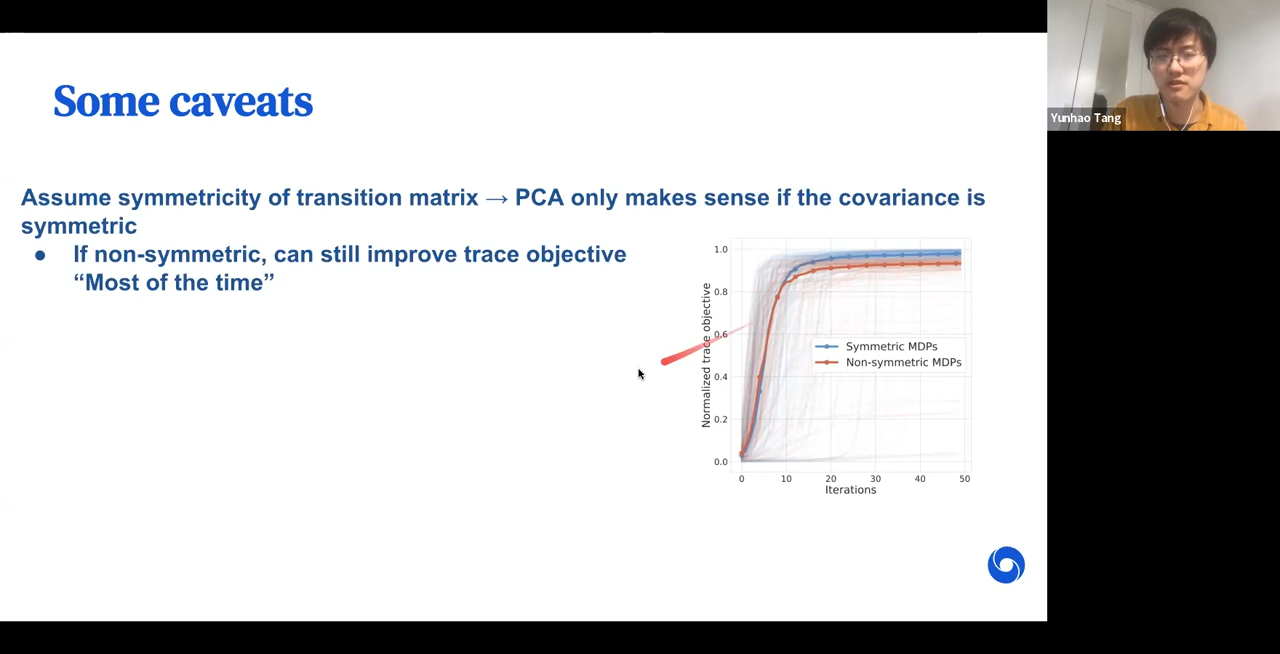 Some caveats
Yunhao Tang
Assume symmetricity of transition matrix → PCA only makes sense if the covariance is
symmetric
● If non-symmetric, can still improve trace objective
“Most of the time”
Normalized trace objective
1.0
0.8
0.6
0.4
0.2
0.0
Symmetric MDPs
Non-symmetric MDPs
0 10 20 30 40 50
Iterations